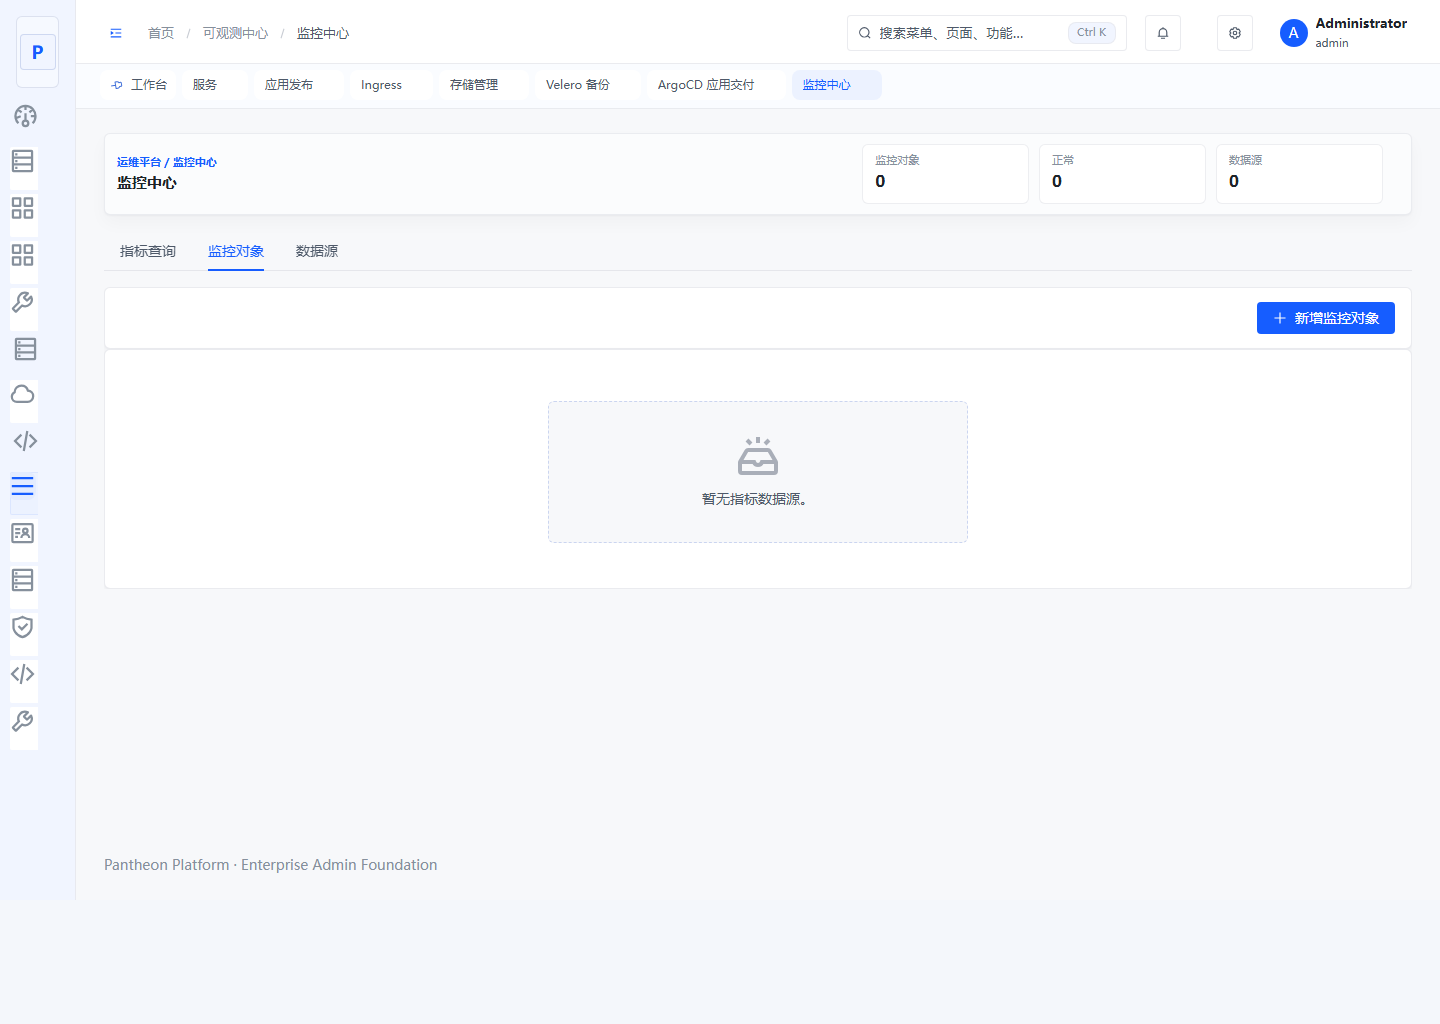 P
首页 / 可观测中心 / 监控中心
搜索菜单、页面、功能... Ctrl K
A
Administrator
admin
工作台 服务 应用发布 Ingress 存储管理 Velero 备份 ArgoCD 应用交付 监控中心
运维平台 / 监控中心
监控中心
监控对象
0
正常
0
数据源
0
指标查询 监控对象 数据源
新增监控对象
暂无指标数据源。
Pantheon Platform · Enterprise Admin Foundation